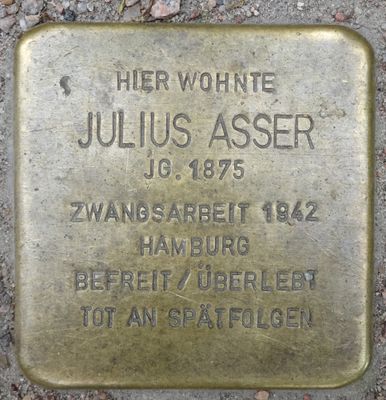 HIER WOHNTE
JULIUS ASSER
JG. 1875
ZWANGSARBEIT 1942
HAMBURG
BEFREIT / ÜBERLEBT
TOT AN SPÄTFOLGEN